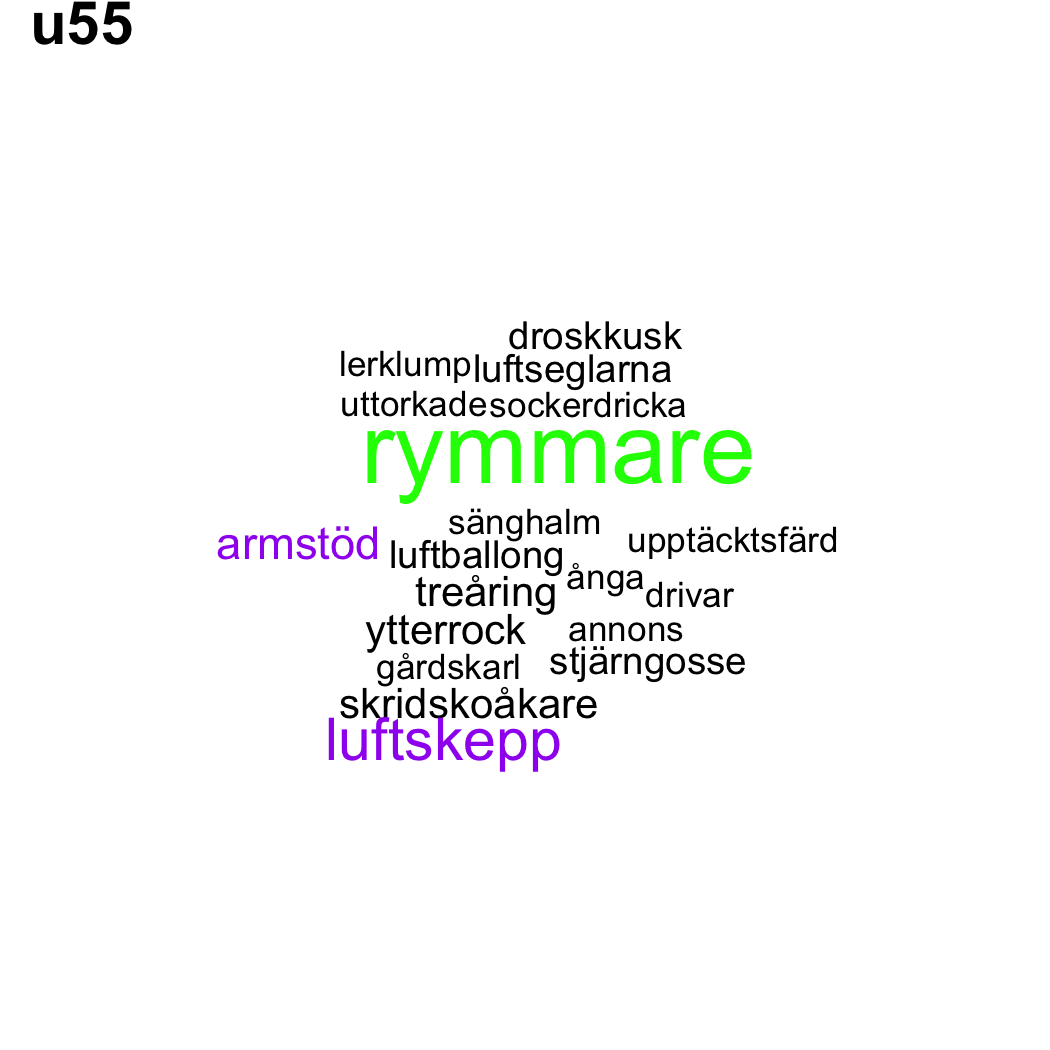 u55
droskkusk
lerklump luftseglarna
uttorkade sockerdricka
rymmare
sänghalm
armstöd luftballong upptäcktsfärd
treåring ånga drivar
ytterrock annons
gårdskarl stjärngosse
skridskoåkare
luftskepp